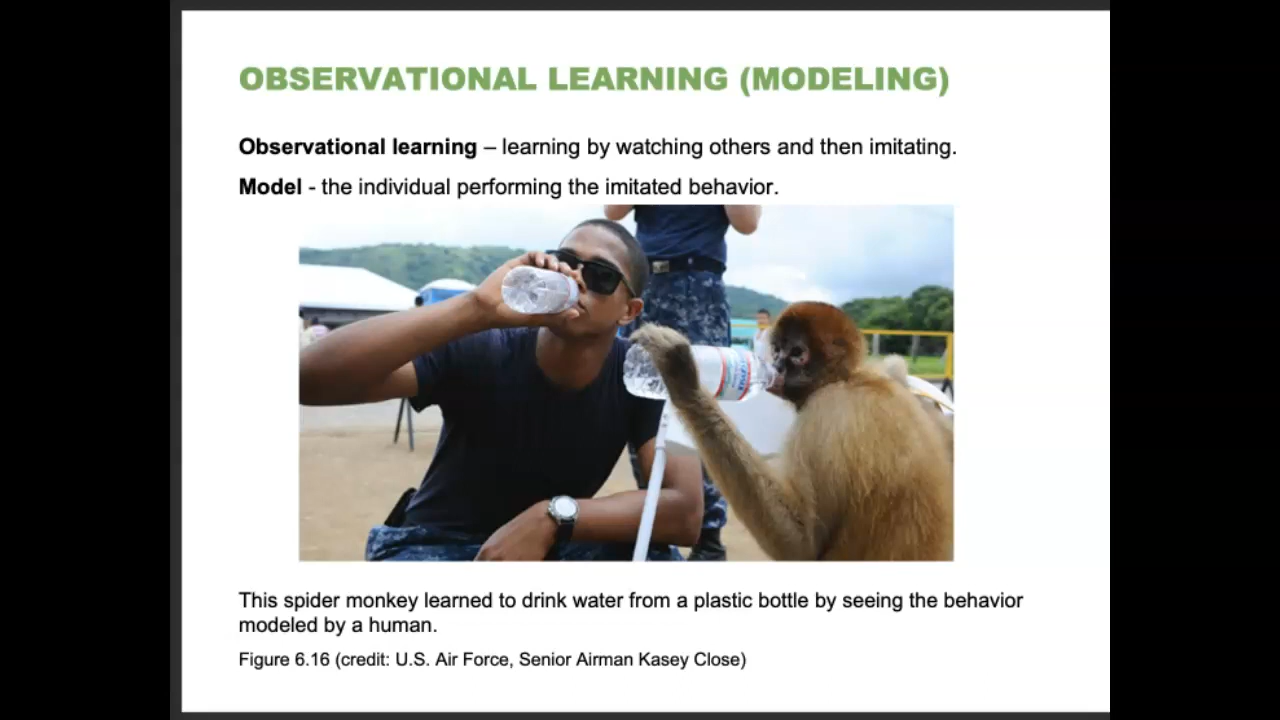 OBSERVATIONAL LEARNING (MODELING)
Observational learning – learning by watching others and then imitating.
Model - the individual performing the imitated behavior.
This spider monkey learned to drink water from a plastic bottle by seeing the behavior
modeled by a human.
Figure 6.16 (credit: U.S. Air Force, Senior Airman Kasey Close)